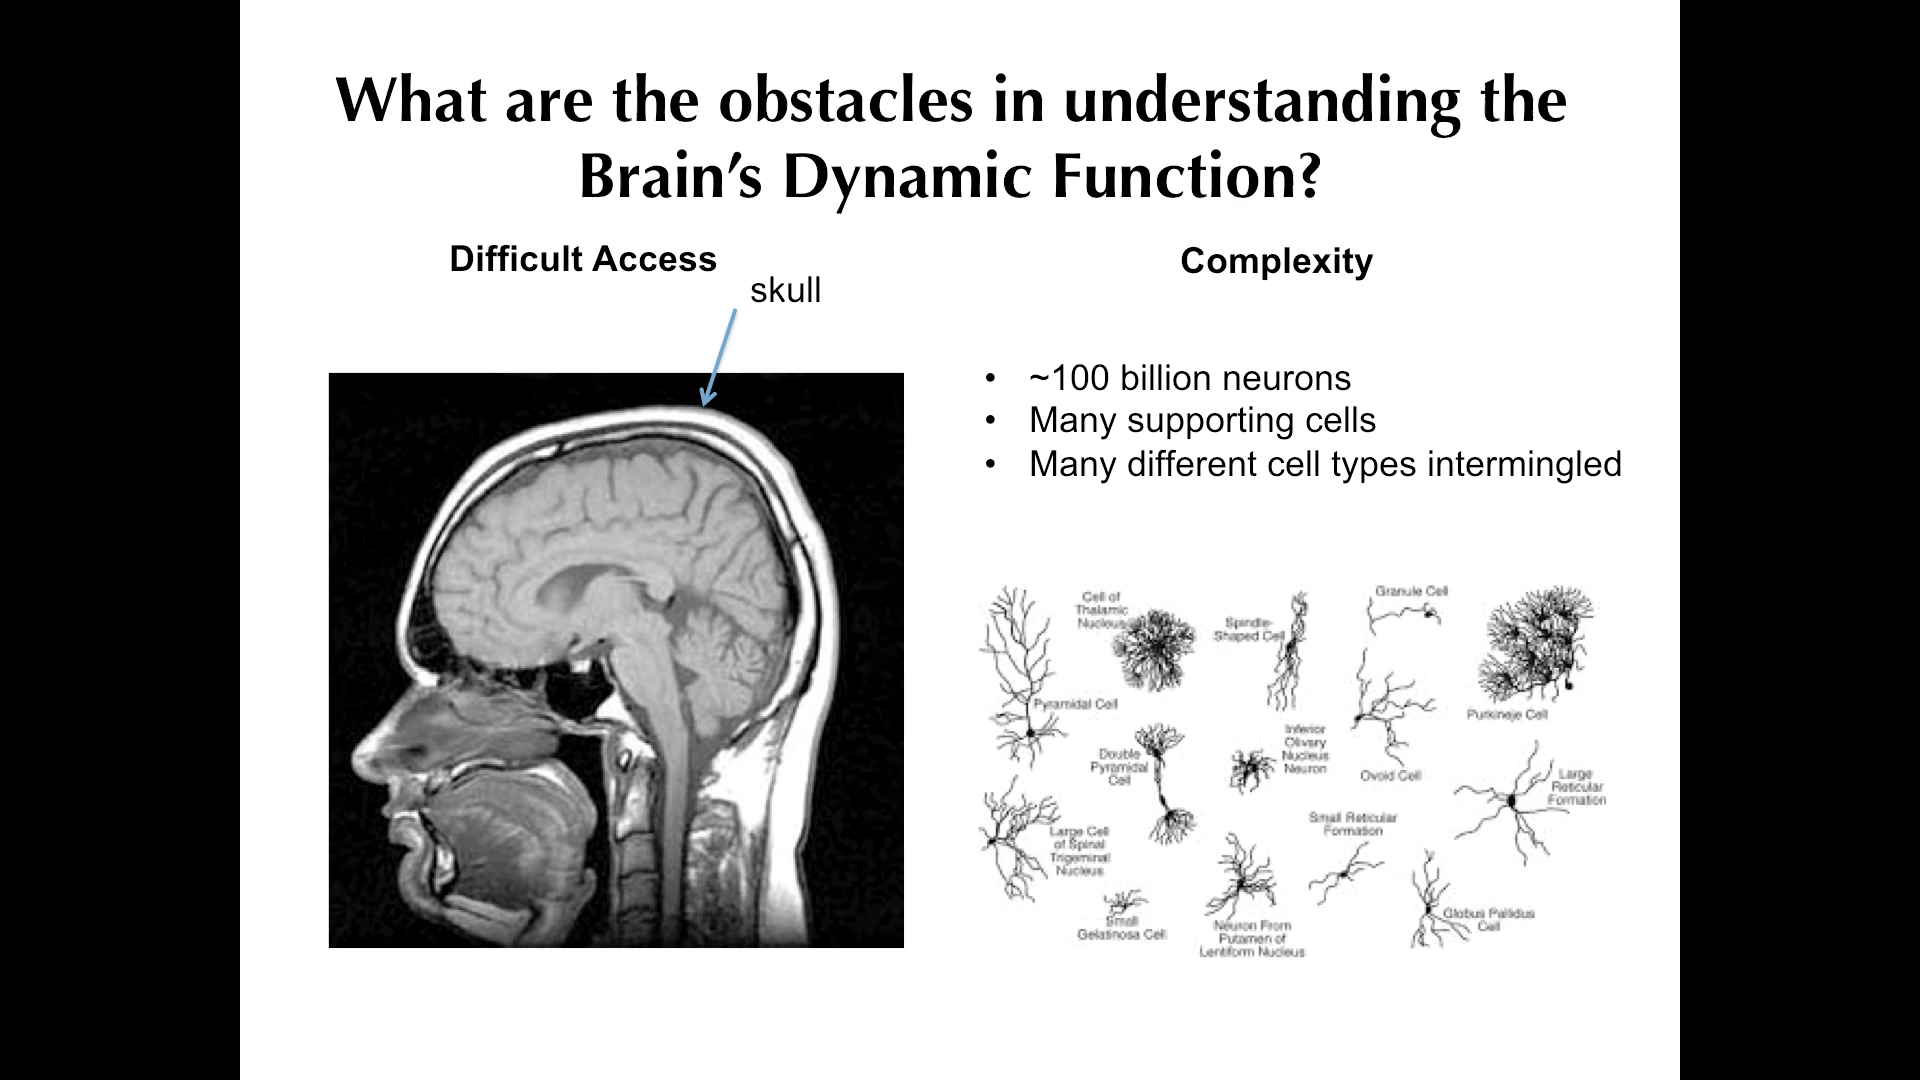 What are the obstacles in understanding the
Brain’s Dynamic Function?
Difficult Access
skull
Complexity
• ~100 billion neurons
• Many supporting cells
• Many different cell types intermingled
Cell of
Thalamic
Nucleus
Spindle-
Shaped Cell
Granule Cell
Pyramidal Cell
Purkineje Cell
Double
Pyramidal
Cell
Inferior
Olivary
Nucleus
Neuron
Ovoid Cell
Large
Reticular
Formation
Large Cell
of Spinal
Trigeminal
Nucleus
Small Reticular
Formation
Small
Gelatinosa Cell
Neuron From
Putamen of
Lentiform Nucleus
Globus Pallidus
Cell